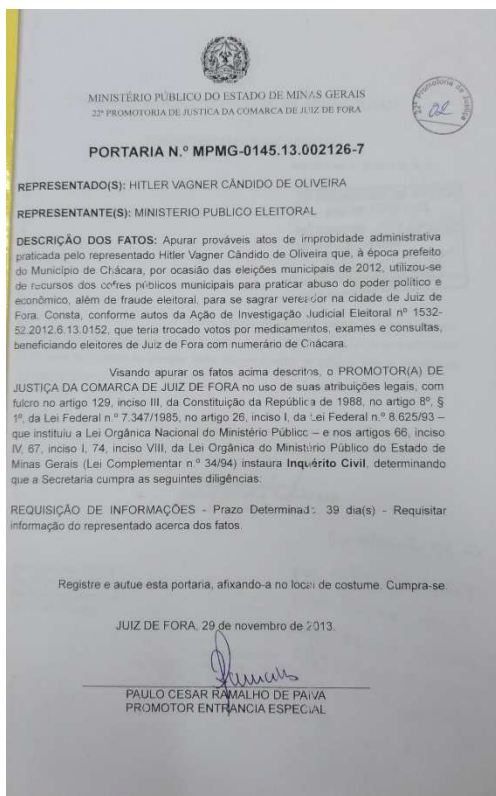 MINISTÉRIO PÚBLICO DO ESTADO DE MINAS GERAIS
22ª PROMOTORIA DE JUSTICA DA COMARCA DE JUIZ DE FORA
22ª Promotoria de Justiça
02
PORTARIA N.º MPMG-0145.13.002126-7
REPRESENTADO(S): HITLER VAGNER CÂNDIDO DE OLIVEIRA
REPRESENTANTE(S): MINISTERIO PUBLICO ELEITORAL
DESCRIÇÃO DOS FATOS: Apurar prováveis atos de improbidade administrativa
praticada pelo representado Hitler Vagner Cândido de Oliveira que, à época prefeito
do Município de Chácara, por ocasião das eleições municipais de 2012, utilizou-se
de recursos dos cofres públicos municipais para praticar abuso do poder político e
econômico, além de fraude eleitoral, para se sagrar vereador na cidade de Juiz de
Fora. Consta, conforme autos da Ação de Investigação Judicial Eleitoral nº 1532-
52.2012.6.13.0152, que teria trocado votos por medicamentos, exames e consultas,
beneficiando eleitores de Juiz de Fora com numerário de Chácara.
Visando apurar os fatos acima descritos, o PROMOTOR(A) DE
JUSTIÇA DA COMARCA DE JUIZ DE FORA no uso de suas atribuições legais, com
fulcro no artigo 129, inciso III, da Constituição da República de 1988, no artigo 8º, §
1º, da Lei Federal n.º 7.347/1985, no artigo 26, inciso I, da Lei Federal n.º 8.625/93 –
que instituiu a Lei Orgânica Nacional do Ministério Público – e nos artigos 66, inciso
IV, 67, inciso I, 74, inciso VIII, da Lei Orgânica do Ministério Público do Estado de
Minas Gerais (Lei Complementar n.º 34/94) instaura Inquérito Civil, determinando
que a Secretaria cumpra as seguintes diligências:
REQUISIÇÃO DE INFORMAÇÕES - Prazo Determinado: 39 dia(s) - Requisitar
informação do representado acerca dos fatos.
Registre e autue esta portaria, afixando-a no local de costume. Cumpra-se.
JUIZ DE FORA, 29 de novembro de 2013.
PAULO CESAR RAMALHO DE PAIVA
PROMOTOR ENTRANCIA ESPECIAL